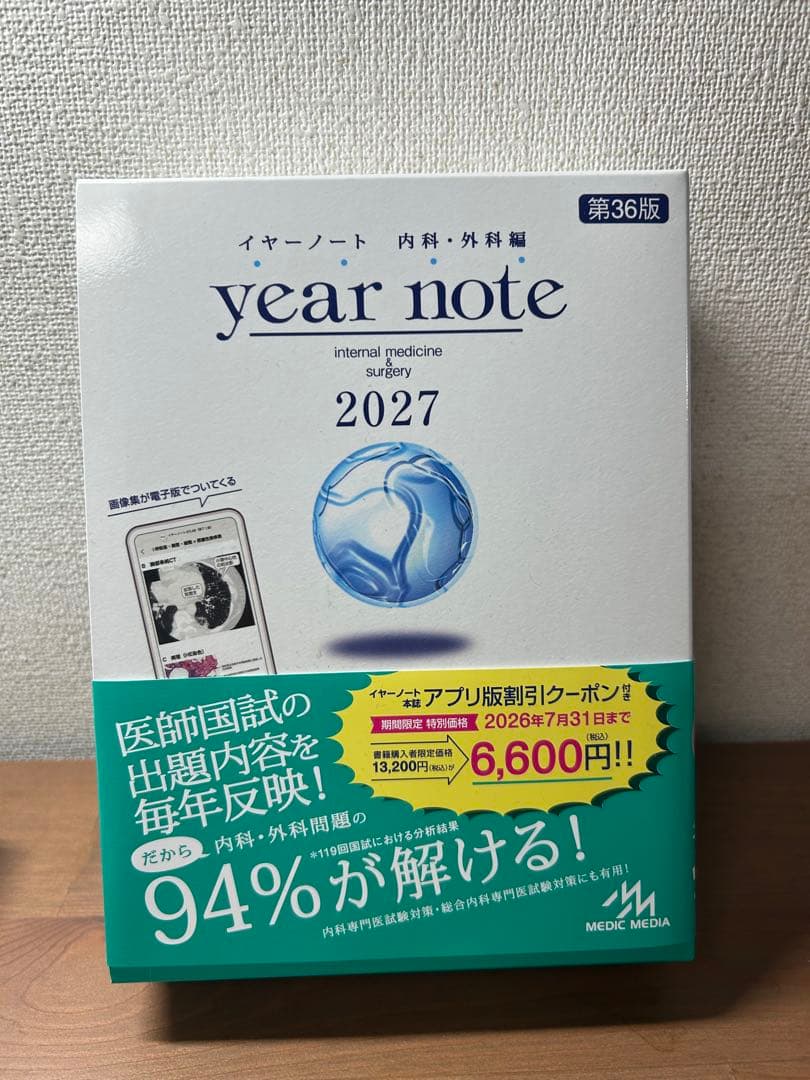 第36版
イヤーノート 内科・外科編
year note
internal medicine
&
surgery
2027
画像集が電子版でついてくる
B 胸部単純CT
イヤーノート本誌 アプリ版割引クーポン付き
期間限定 特別価格 2026年7月31日まで
書籍購入者限定価格
13,200円(税込)が
6,600円(税込)!!
医師国試の
出題内容を
毎年反映!
だから 内科・外科問題の
*119回国試における分析結果
94%が解ける!
内科専門医試験対策・総合内科専門医試験対策にも有用!
MEDIC MEDIA